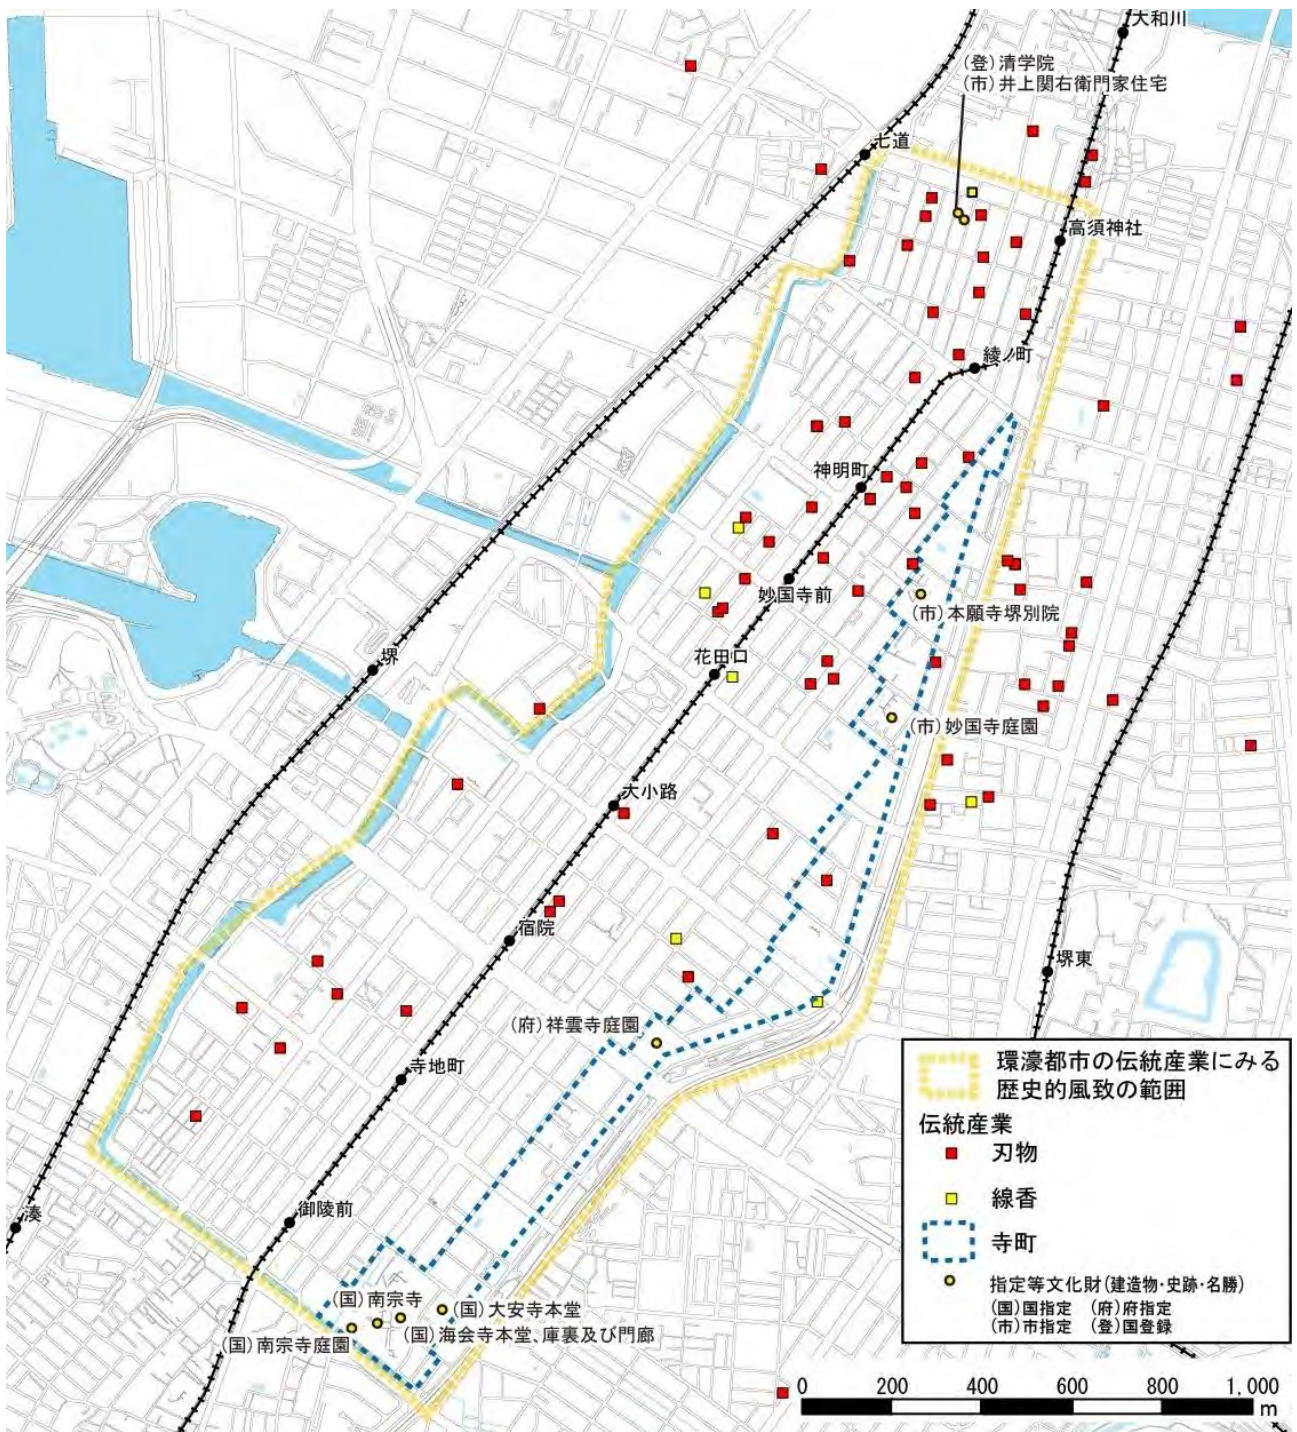 大和川
(登)清学院
(市)井上関右衛門家住宅
七道
高須神社
綾ノ町
神明町
妙国寺前
(市)本願寺堺別院
堺
花田口
(市)妙国寺庭園
大小路
宿院
堺東
(府)祥雲寺庭園
寺地町
御陵前
湊
(国)南宗寺
(国)大安寺本堂
(国)海会寺本堂、庫裏及び門廊
(国)南宗寺庭園
環濠都市の伝統産業にみる
歴史的風致の範囲
伝統産業
刃物
線香
寺町
指定等文化財(建造物・史跡・名勝)
(国)国指定 (府)府指定
(市)市指定 (登)国登録
0 200 400 600 800 1,000
m